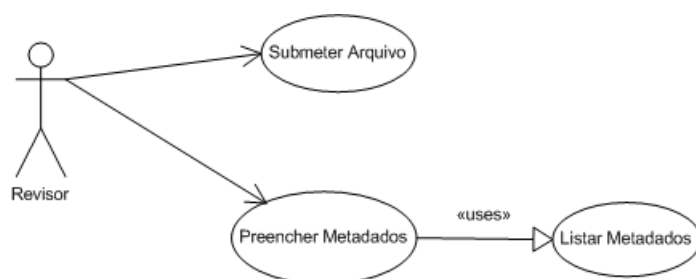 Submeter Arquivo
Revisor
«uses»
Preencher Metadados
Listar Metadados